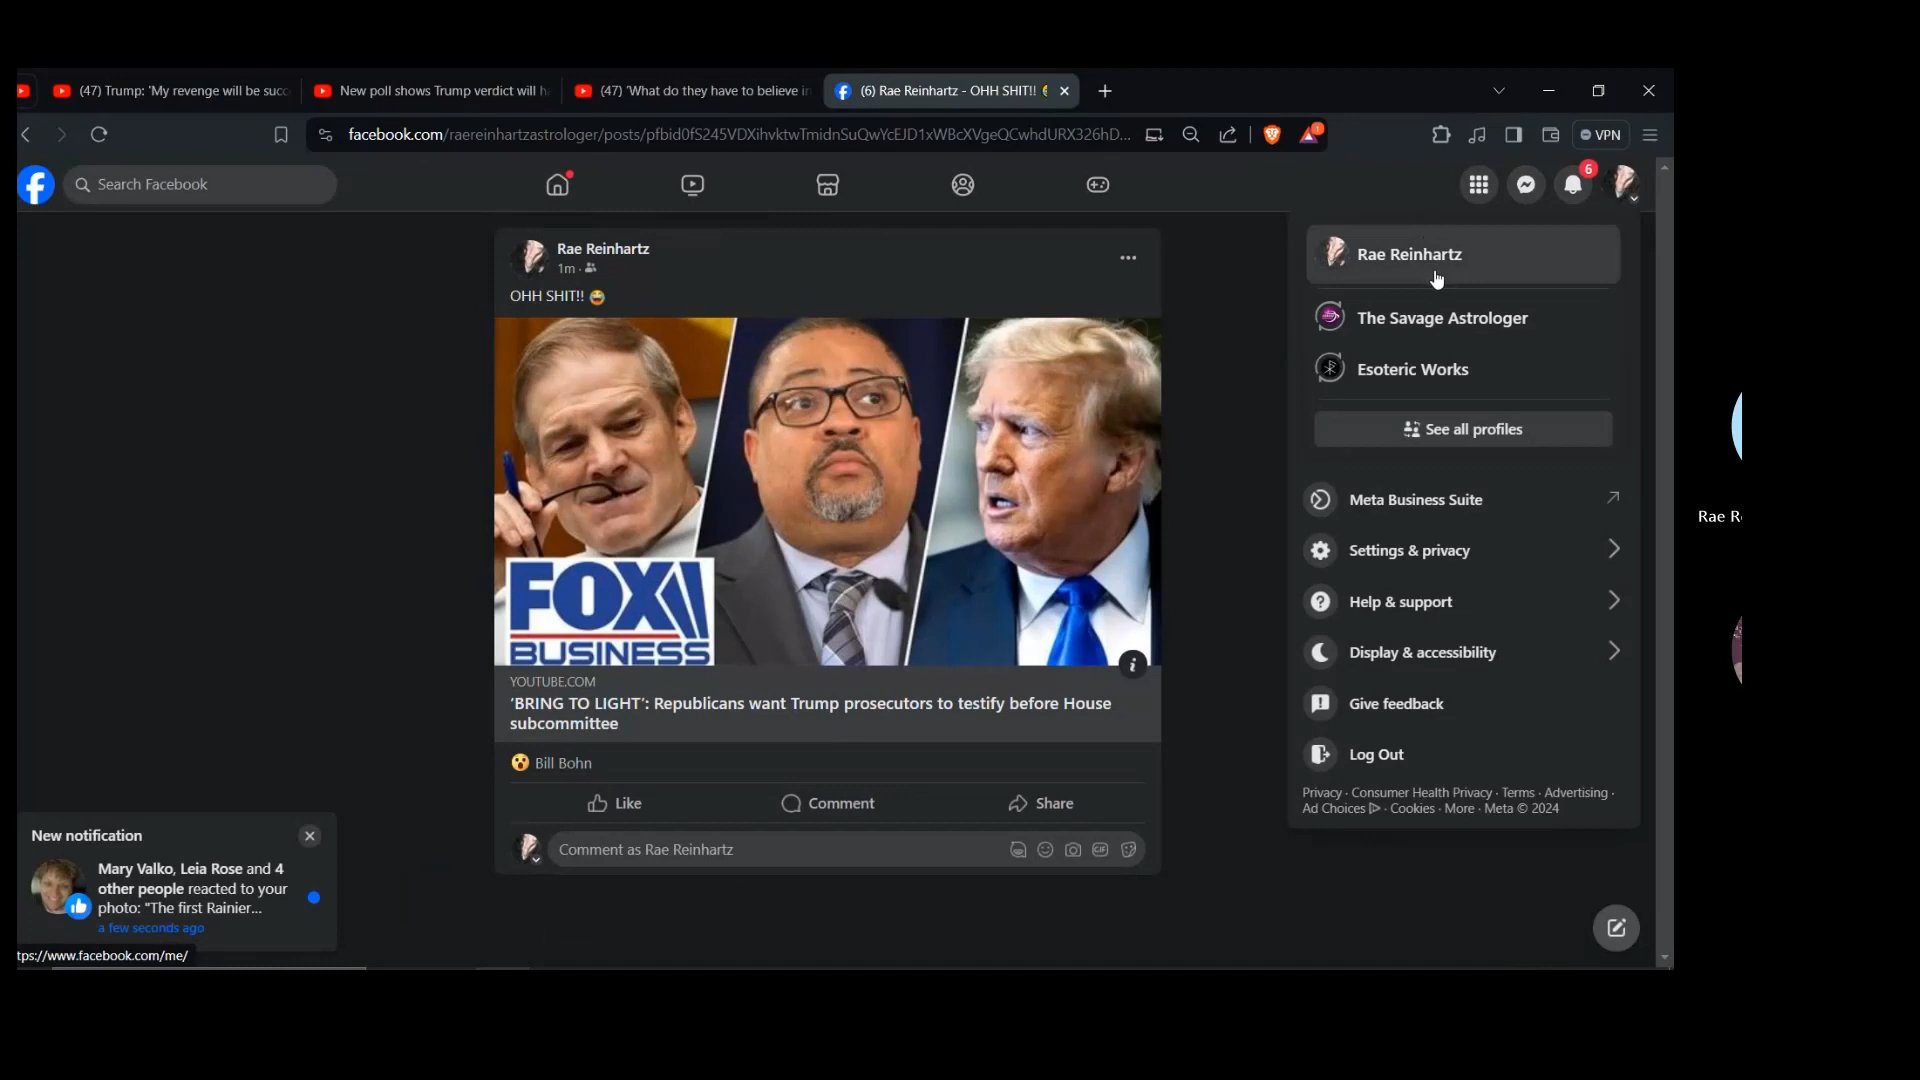 (47) Trump: 'My revenge will be succ
New poll shows Trump verdict will h
(47) 'What do they have to believe in
(6) Rae Reinhartz - OHH SHIT!! 
facebook.com/raereinhartzastrologer/posts/pfbid0fS245VDXihvktwTmidnSuQwYcEJD1xWBcXVgeQCwhdURX326hD...
VPN
Search Facebook
6
Rae Reinhartz
1m ·
OHH SHIT!! 😂
FOX
BUSINESS
YOUTUBE.COM
'BRING TO LIGHT': Republicans want Trump prosecutors to testify before House
subcommittee
😮 Bill Bohn
Like
Comment
Share
Comment as Rae Reinhartz
GIF
Rae Reinhartz
The Savage Astrologer
Esoteric Works
See all profiles
Meta Business Suite
Settings & privacy
Help & support
Display & accessibility
Give feedback
Log Out
Privacy · Consumer Health Privacy · Terms · Advertising ·
Ad Choices · Cookies · More · Meta © 2024
New notification
Mary Valko, Leia Rose and 4
other people reacted to your
photo: "The first Rainier...
a few seconds ago
tps://www.facebook.com/me/
Rae R